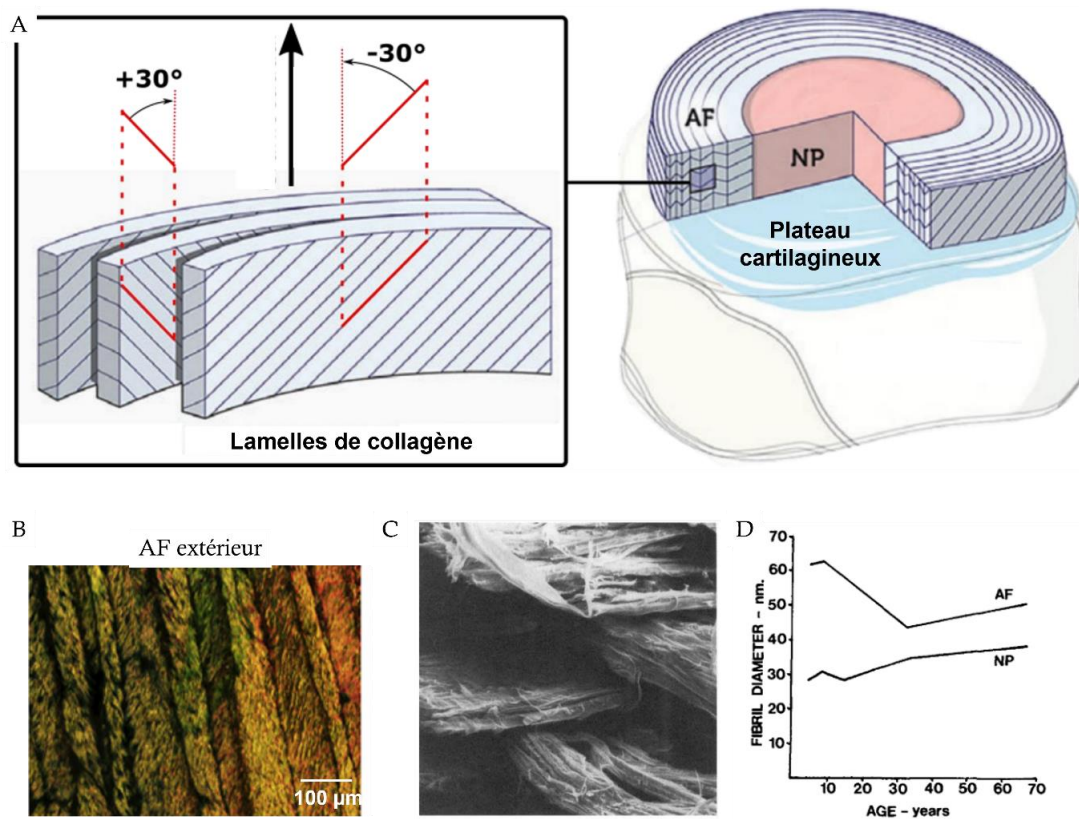 A
+30°
-30°
Lamelles de collagène
AF
NP
Plateau
cartilagineux
B
AF extérieur
100 µm
C
D
FIBRIL DIAMETER – nm.
70
60
50
40
30
20
10
AF
NP
10 20 30 40 50 60 70
AGE – years